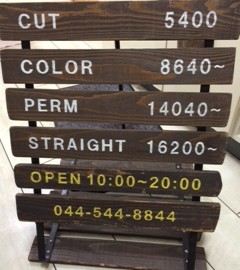 CUT 5400
COLOR 8640~
PERM 14040~
STRAIGHT 16200~
OPEN 10:00~20:00
044-544-8844